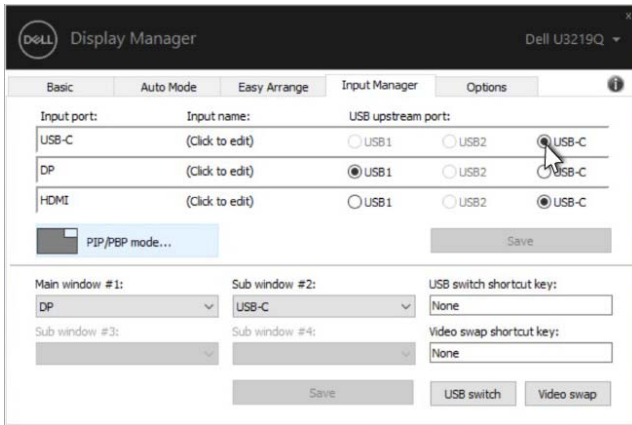 DELL Display Manager Dell U3219Q
x
Basic Auto Mode Easy Arrange Input Manager Options
Input port: Input name: USB upstream port:
USB-C (Click to edit) USB1 USB2 USB-C
DP (Click to edit) USB1 USB2 USB-C
HDMI (Click to edit) USB1 USB2 USB-C
PIP/PBP mode... Save
Main window #1: Sub window #2: USB switch shortcut key:
DP USB-C None
Sub window #3: Sub window #4: Video swap shortcut key:
None
Save USB switch Video swap